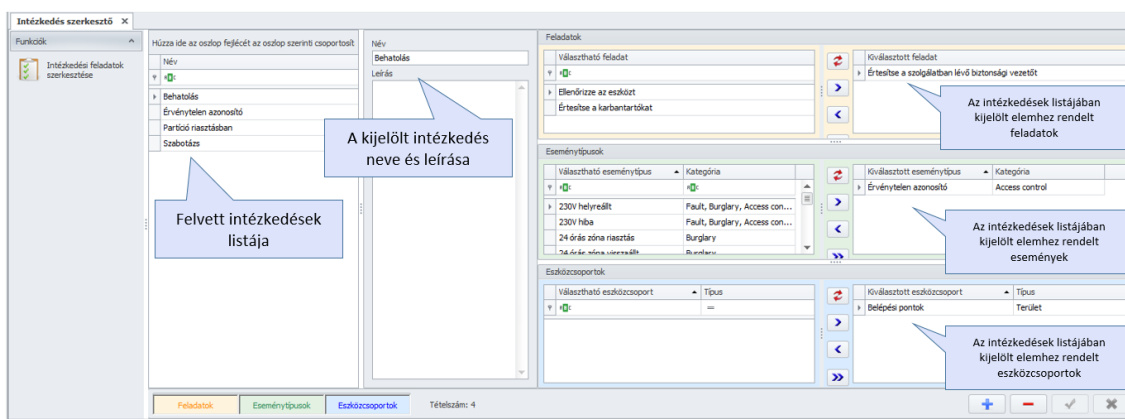 Intézkedés szerkesztő ×
Funkciók
Intézkedési feladatok
szerkesztése
Húzza ide az oszlop fejlécét az oszlop szerinti csoportosít
Név
Behatolás
Érvénytelen azonosító
Partíció riasztásban
Szabotázs
Felvett intézkedések
listája
Név
Behatolás
Leírás
A kijelölt intézkedés
neve és leírása
Feladatok
Választható feladat
Ellenőrizze az eszközt
Értesítse a karbantartókat
Kiválasztott feladat
Értesítse a szolgálatban lévő biztonsági vezetőt
Az intézkedések listájában
kijelölt elemhez rendelt
feladatok
Eseménytípusok
Választható eseménytípus Kategória
230V helyreállt Fault, Burglary, Access con...
230V hiba Fault, Burglary, Access con...
24 órás zóna riasztás Burglary
24 órás zóna visszaállt Burglary
Kiválasztott eseménytípus Kategória
Érvénytelen azonosító Access control
Az intézkedések listájában
kijelölt elemhez rendelt
események
Eszközcsoportok
Választható eszközcsoport Típus
=
Kiválasztott eszközcsoport Típus
Belépési pontok Terület
Az intézkedések listájában
kijelölt elemhez rendelt
eszközcsoportok
Feladatok Eseménytípusok Eszközcsoportok Tételszám: 4